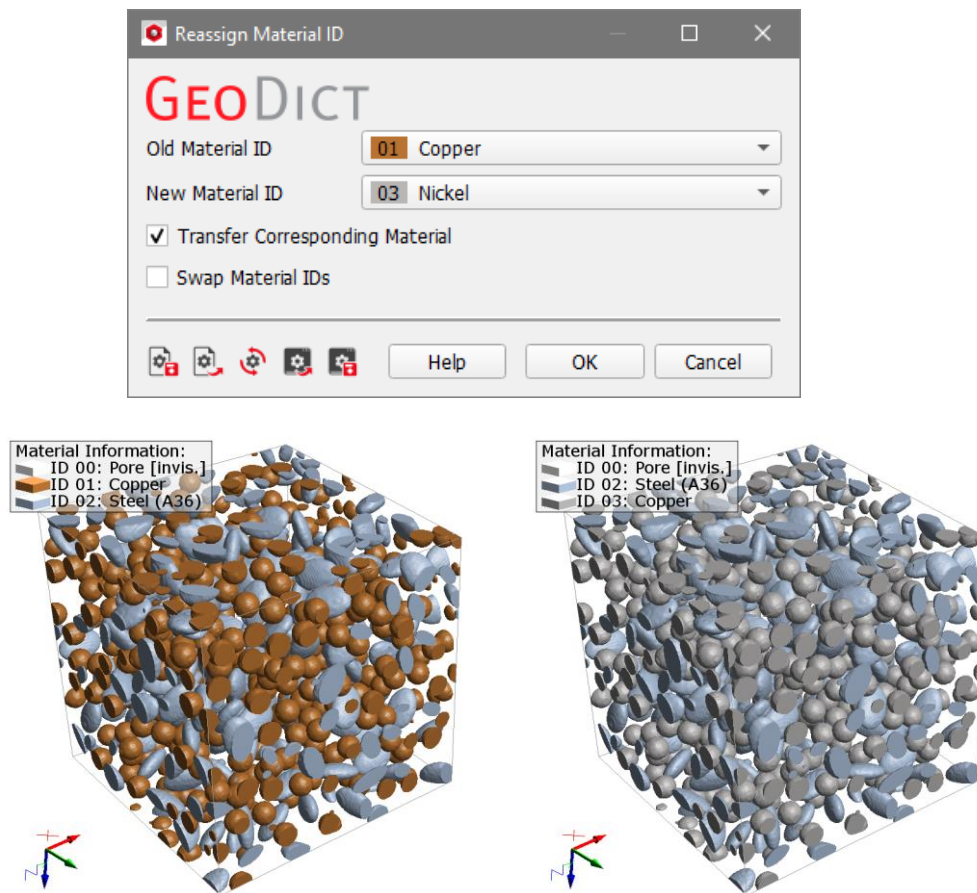 Reassign Material ID
GEODICT
Old Material ID 01 Copper
New Material ID 03 Nickel
Transfer Corresponding Material
Swap Material IDs
Help OK Cancel
Material Information:
ID 00: Pore [invis.]
ID 01: Copper
ID 02: Steel (A36)
X
Z
Material Information:
ID 00: Pore [invis.]
ID 02: Steel (A36)
ID 03: Copper
X
Z